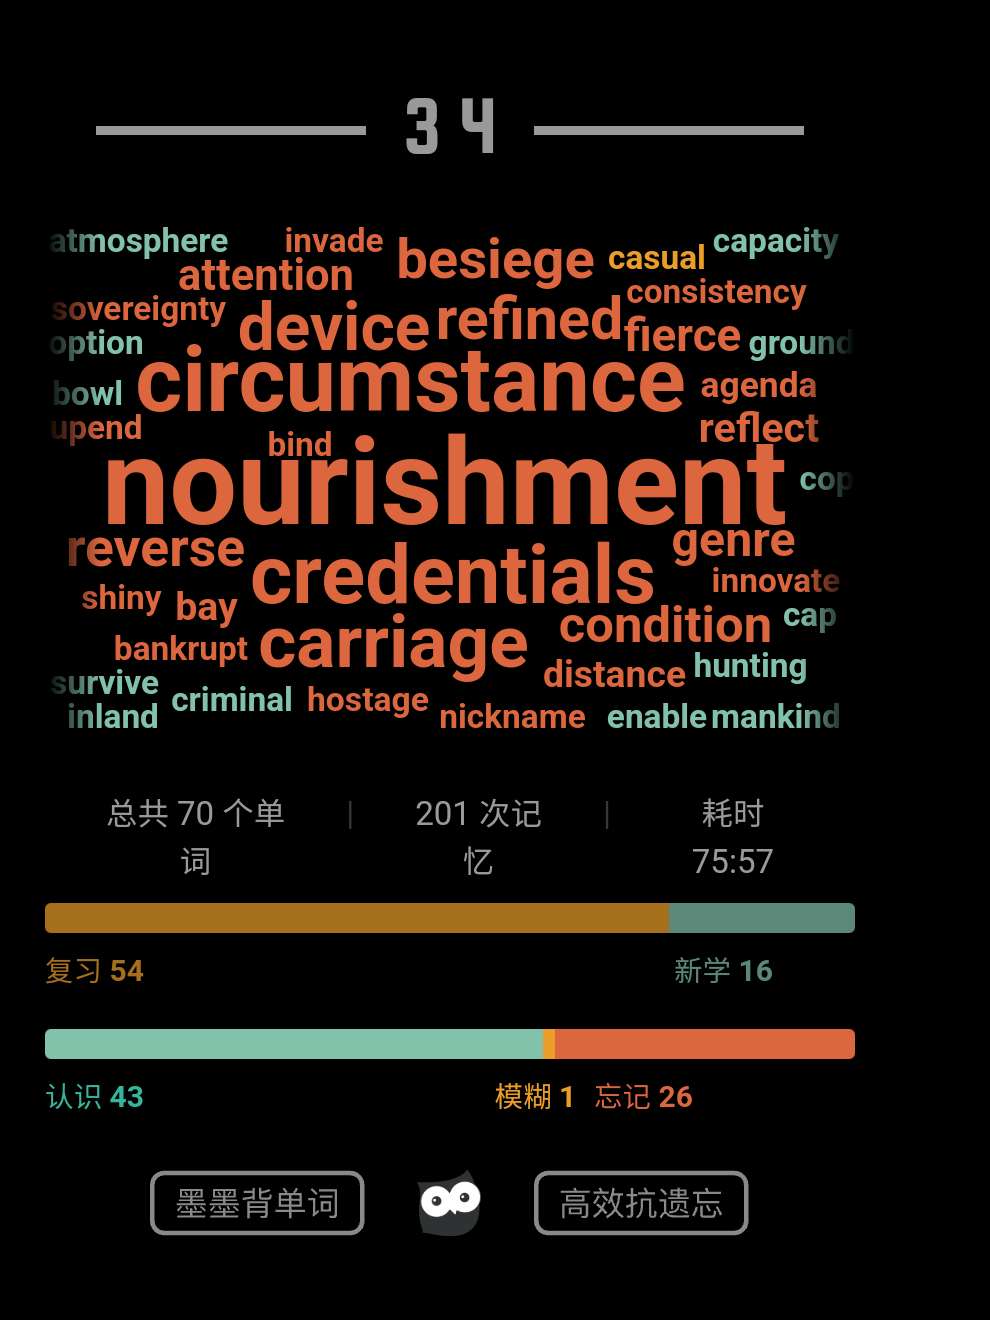 34
atmosphere invade besiege casual capacity
attention consistency
sovereignty device refined fierce
option ground
circumstance agenda
bowl
upend reflect
bind
nourishment cop
reverse credentials genre
innovate
shiny bay condition cap
bankrupt carriage
distance hunting
survive criminal hostage
inland nickname enable mankind
总共 70 个单词 | 201 次记忆 | 耗时 75:57
复习 54 新学 16
认识 43 模糊 1 忘记 26
墨墨背单词 高效抗遗忘